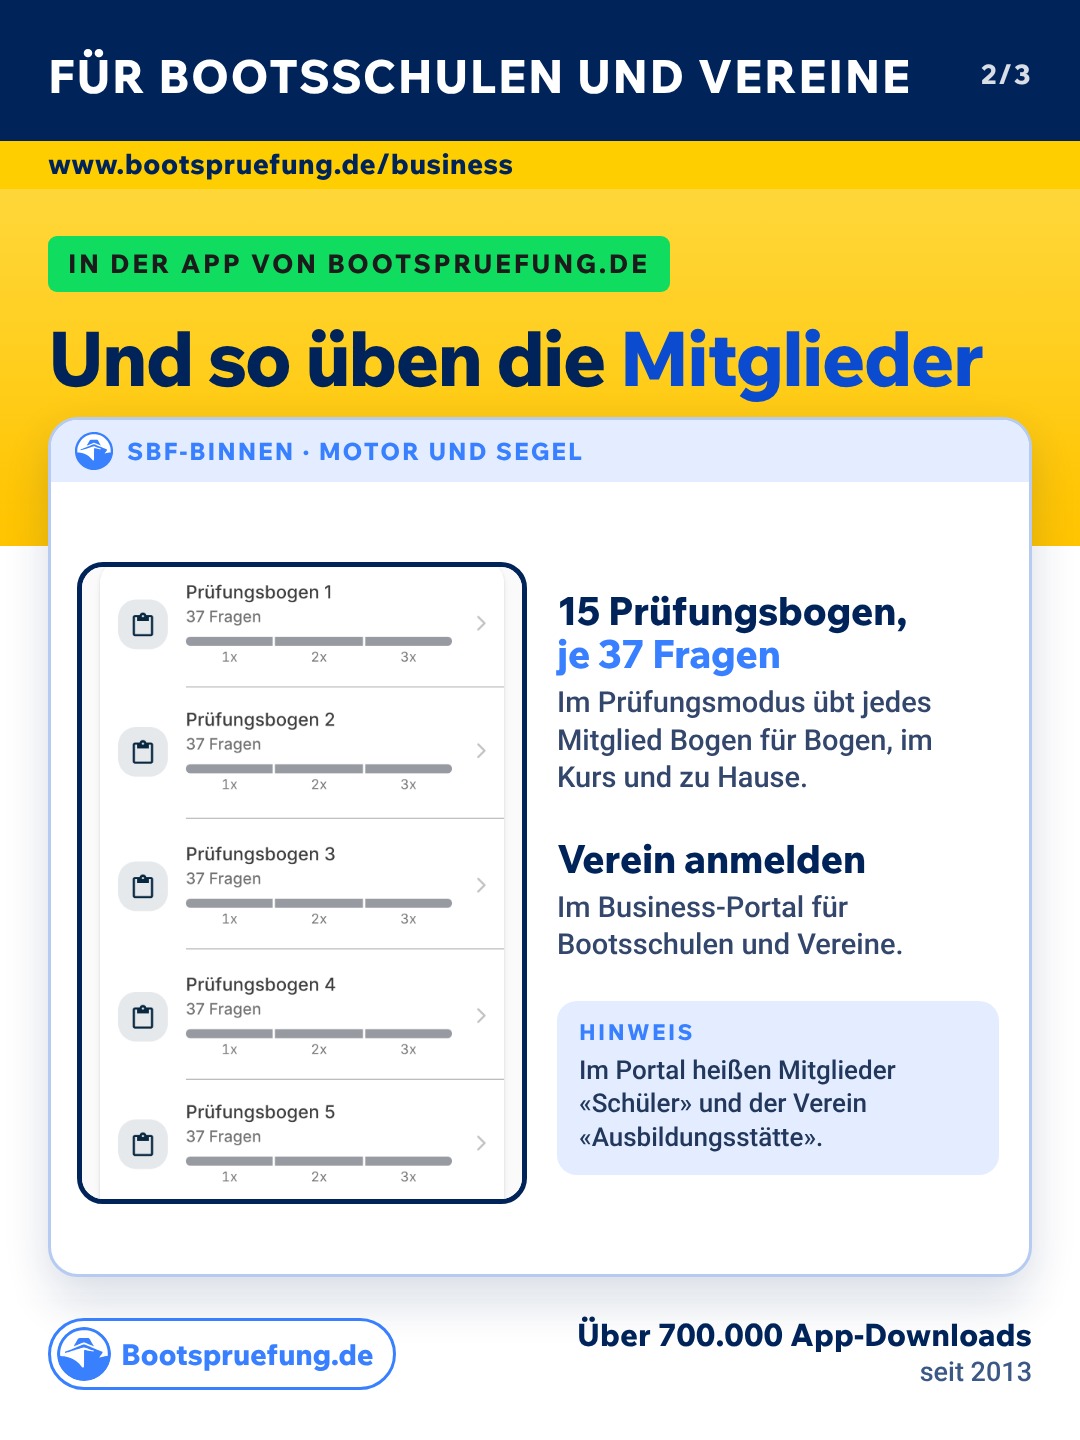 FÜR BOOTSSCHULEN UND VEREINE
2/3
www.bootspruefung.de/business
IN DER APP VON BOOTSPRUEFUNG.DE
Und so üben die Mitglieder
SBF-BINNEN · MOTOR UND SEGEL
Prüfungsbogen 1
37 Fragen
1x 2x 3x
Prüfungsbogen 2
37 Fragen
1x 2x 3x
Prüfungsbogen 3
37 Fragen
1x 2x 3x
Prüfungsbogen 4
37 Fragen
1x 2x 3x
Prüfungsbogen 5
37 Fragen
1x 2x 3x
15 Prüfungsbogen,
je 37 Fragen
Im Prüfungsmodus übt jedes
Mitglied Bogen für Bogen, im
Kurs und zu Hause.
Verein anmelden
Im Business-Portal für
Bootsschulen und Vereine.
HINWEIS
Im Portal heißen Mitglieder
«Schüler» und der Verein
«Ausbildungsstätte».
Bootspruefung.de
Über 700.000 App-Downloads
seit 2013